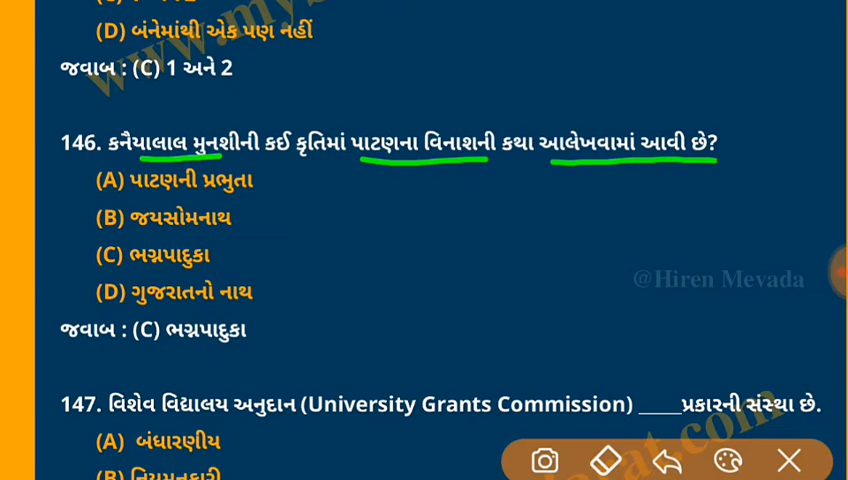 (D) બંનેમાંથી એક પણ નહીં
જવાબ : (C) 1 અને 2
146. કનૈયાલાલ મુનશીની કઈ કૃતિમાં પાટણના વિનાશની કથા આલેખવામાં આવી છે?
(A) પાટણની પ્રભુતા
(B) જયસોમનાથ
(C) ભગ્નપાદુકા
(D) ગુજરાતનો નાથ
@Hiren Mevada
જવાબ : (C) ભગ્નપાદુકા
147. વિશેવ વિદ્યાલય અનુદાન (University Grants Commission) ____પ્રકારની સંસ્થા છે.
(A) બંધારણીય
(B) નિયમનકારી